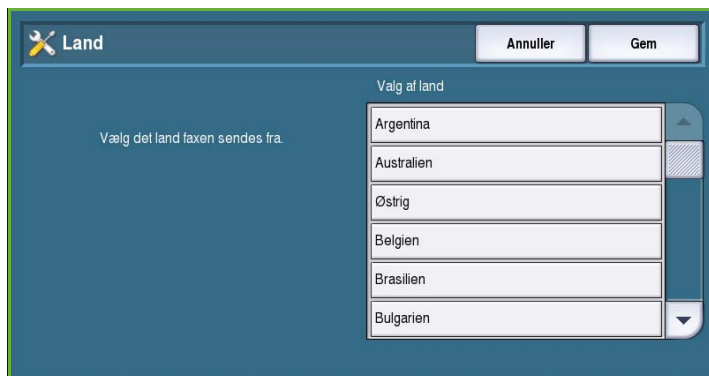 Land
Annuller
Gem
Valg af land
Vælg det land faxen sendes fra.
Argentina
Australien
Østrig
Belgien
Brasilien
Bulgarien